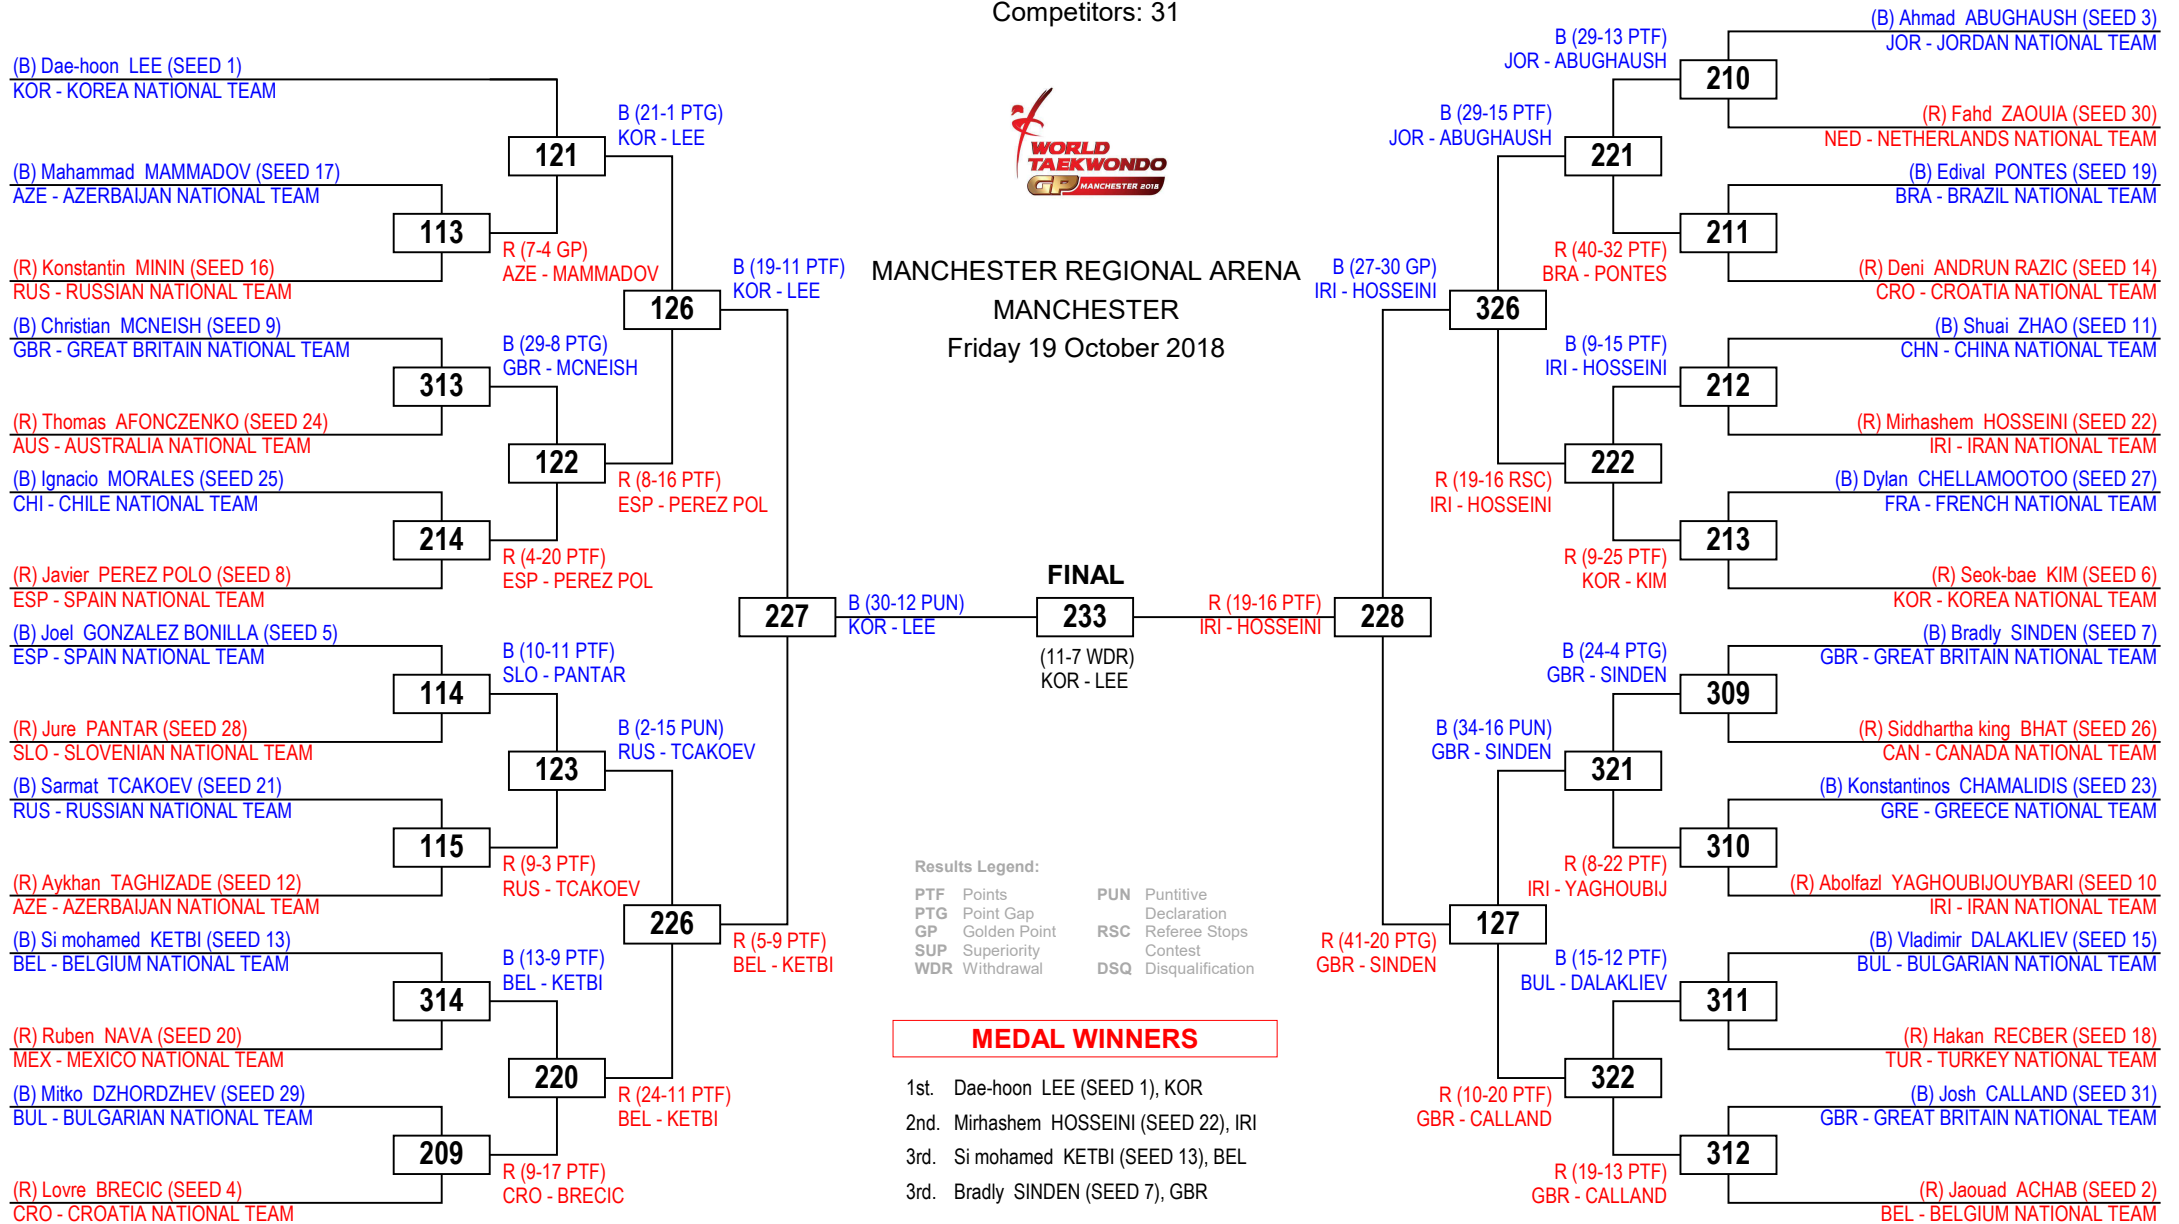 Competitors: 31
(B) Dae-hoon LEE (SEED 1)
KOR - KOREA NATIONAL TEAM
(B) Mahammad MAMMADOV (SEED 17)
AZE - AZERBAIJAN NATIONAL TEAM
(R) Konstantin MININ (SEED 16)
RUS - RUSSIAN NATIONAL TEAM
(B) Christian MCNEISH (SEED 9)
GBR - GREAT BRITAIN NATIONAL TEAM
(R) Thomas AFONCZENKO (SEED 24)
AUS - AUSTRALIA NATIONAL TEAM
(B) Ignacio MORALES (SEED 25)
CHI - CHILE NATIONAL TEAM
(R) Javier PEREZ POLO (SEED 8)
ESP - SPAIN NATIONAL TEAM
(B) Joel GONZALEZ BONILLA (SEED 5)
ESP - SPAIN NATIONAL TEAM
(R) Jure PANTAR (SEED 28)
SLO - SLOVENIAN NATIONAL TEAM
(B) Sarmat TCAKOEV (SEED 21)
RUS - RUSSIAN NATIONAL TEAM
(R) Aykhan TAGHIZADE (SEED 12)
AZE - AZERBAIJAN NATIONAL TEAM
(B) Si mohamed KETBI (SEED 13)
BEL - BELGIUM NATIONAL TEAM
(R) Ruben NAVA (SEED 20)
MEX - MEXICO NATIONAL TEAM
(B) Mitko DZHORDZHEV (SEED 29)
BUL - BULGARIAN NATIONAL TEAM
(R) Lovre BRECIC (SEED 4)
CRO - CROATIA NATIONAL TEAM
113
313
214
114
115
314
209
R (7-4 GP)
AZE - MAMMADOV
B (29-8 PTG)
GBR - MCNEISH
R (4-20 PTF)
ESP - PEREZ POL
B (10-11 PTF)
SLO - PANTAR
R (9-3 PTF)
RUS - TCAKOEV
B (13-9 PTF)
BEL - KETBI
R (9-17 PTF)
CRO - BRECIC
121
122
123
220
B (21-1 PTG)
KOR - LEE
R (8-16 PTF)
ESP - PEREZ POL
B (2-15 PUN)
RUS - TCAKOEV
R (24-11 PTF)
BEL - KETBI
126
226
B (19-11 PTF)
KOR - LEE
R (5-9 PTF)
BEL - KETBI
227
B (30-12 PUN)
KOR - LEE
WORLD
TAEKWONDO
GP MANCHESTER 2018
MANCHESTER REGIONAL ARENA
MANCHESTER
Friday 19 October 2018
FINAL
233
(11-7 WDR)
KOR - LEE
Results Legend:
PTF Points
PTG Point Gap
GP Golden Point
SUP Superiority
WDR Withdrawal
PUN Puntitive
Declaration
RSC Referee Stops
Contest
DSQ Disqualification
MEDAL WINNERS
1st. Dae-hoon LEE (SEED 1), KOR
2nd. Mirhashem HOSSEINI (SEED 22), IRI
3rd. Si mohamed KETBI (SEED 13), BEL
3rd. Bradly SINDEN (SEED 7), GBR
R (19-16 PTF)
IRI - HOSSEINI
228
B (27-30 GP)
IRI - HOSSEINI
R (41-20 PTG)
GBR - SINDEN
326
127
B (29-15 PTF)
JOR - ABUGHAUSH
R (19-16 RSC)
IRI - HOSSEINI
B (34-16 PUN)
GBR - SINDEN
R (10-20 PTF)
GBR - CALLAND
221
222
321
322
B (29-13 PTF)
JOR - ABUGHAUSH
R (40-32 PTF)
BRA - PONTES
B (9-15 PTF)
IRI - HOSSEINI
R (9-25 PTF)
KOR - KIM
B (24-4 PTG)
GBR - SINDEN
R (8-22 PTF)
IRI - YAGHOUBIJ
B (15-12 PTF)
BUL - DALAKLIEV
R (19-13 PTF)
GBR - CALLAND
210
211
212
213
309
310
311
312
(B) Ahmad ABUGHAUSH (SEED 3)
JOR - JORDAN NATIONAL TEAM
(R) Fahd ZAOUIA (SEED 30)
NED - NETHERLANDS NATIONAL TEAM
(B) Edival PONTES (SEED 19)
BRA - BRAZIL NATIONAL TEAM
(R) Deni ANDRUN RAZIC (SEED 14)
CRO - CROATIA NATIONAL TEAM
(B) Shuai ZHAO (SEED 11)
CHN - CHINA NATIONAL TEAM
(R) Mirhashem HOSSEINI (SEED 22)
IRI - IRAN NATIONAL TEAM
(B) Dylan CHELLAMOOTOO (SEED 27)
FRA - FRENCH NATIONAL TEAM
(R) Seok-bae KIM (SEED 6)
KOR - KOREA NATIONAL TEAM
(B) Bradly SINDEN (SEED 7)
GBR - GREAT BRITAIN NATIONAL TEAM
(R) Siddhartha king BHAT (SEED 26)
CAN - CANADA NATIONAL TEAM
(B) Konstantinos CHAMALIDIS (SEED 23)
GRE - GREECE NATIONAL TEAM
(R) Abolfazl YAGHOUBIJOUYBARI (SEED 10
IRI - IRAN NATIONAL TEAM
(B) Vladimir DALAKLIEV (SEED 15)
BUL - BULGARIAN NATIONAL TEAM
(R) Hakan RECBER (SEED 18)
TUR - TURKEY NATIONAL TEAM
(B) Josh CALLAND (SEED 31)
GBR - GREAT BRITAIN NATIONAL TEAM
(R) Jaouad ACHAB (SEED 2)
BEL - BELGIUM NATIONAL TEAM